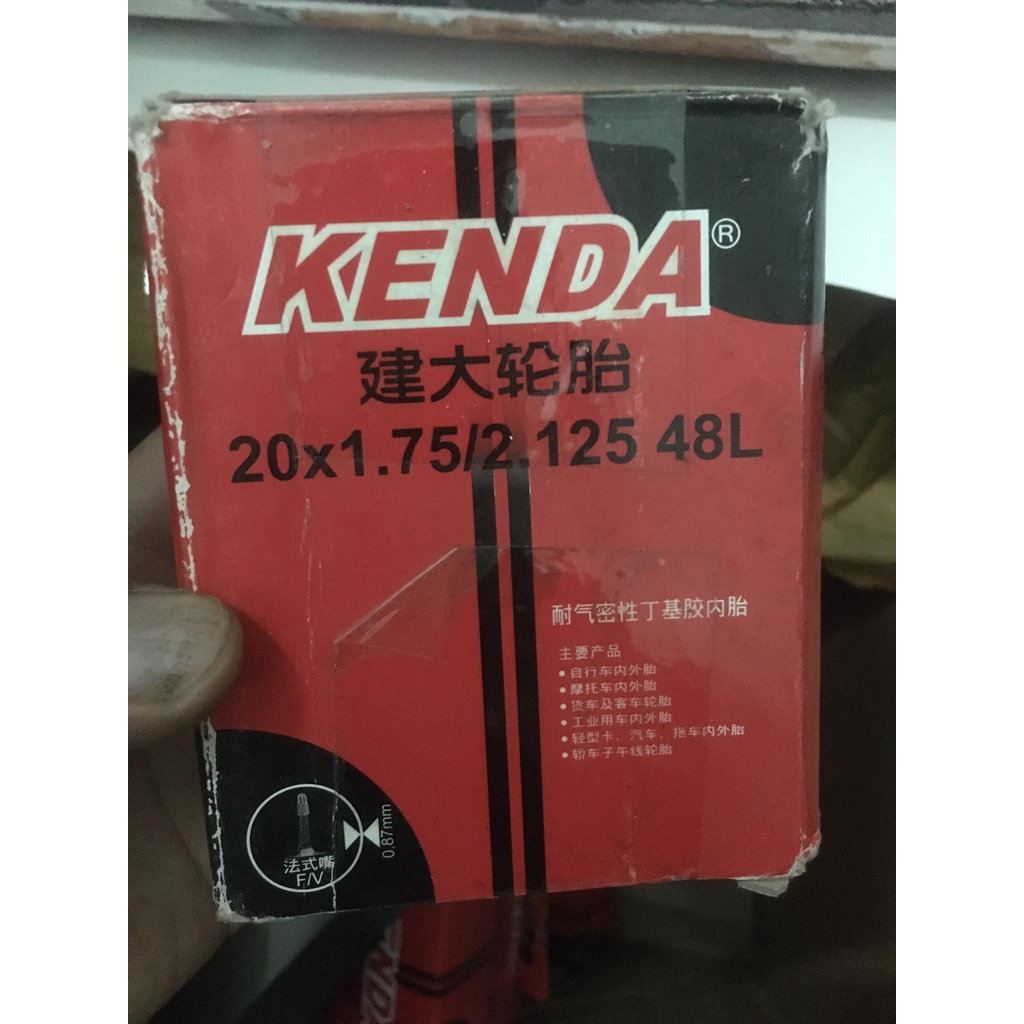 KENDA®
建大轮胎
20x1.75/2.125 48L
耐气密性丁基胶内胎
主要产品
•自行车内外胎
•摩托车内外胎
•货车及客车轮胎
•工业用车内外胎
•轻型卡、汽车、拖车内外胎
•轿车子午线轮胎
0.87mm
法式嘴
F/V
KENDA